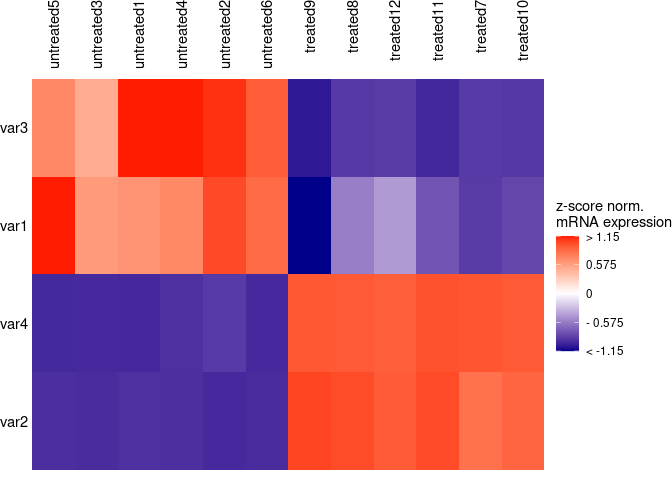 untreated5
untreated3
untreated1
untreated4
untreated2
untreated6
treated9
treated8
treated12
treated11
treated7
treated10
var3
var1
var4
var2
z-score norm.
mRNA expression
> 1.15
0.575
0
- 0.575
< -1.15